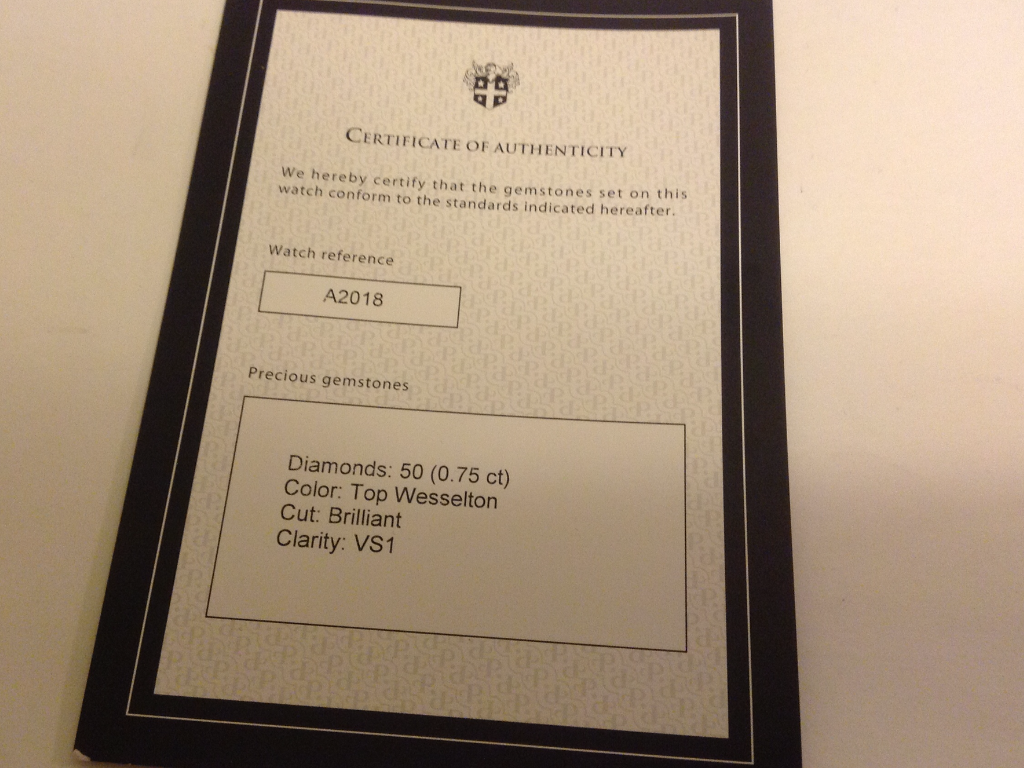 CERTIFICATE OF AUTHENTICITY
We hereby certify that the gemstones set on this
watch conform to the standards indicated hereafter.
Watch reference
A2018
Precious gemstones
Diamonds: 50 (0.75 ct)
Color: Top Wesselton
Cut: Brilliant
Clarity: VS1